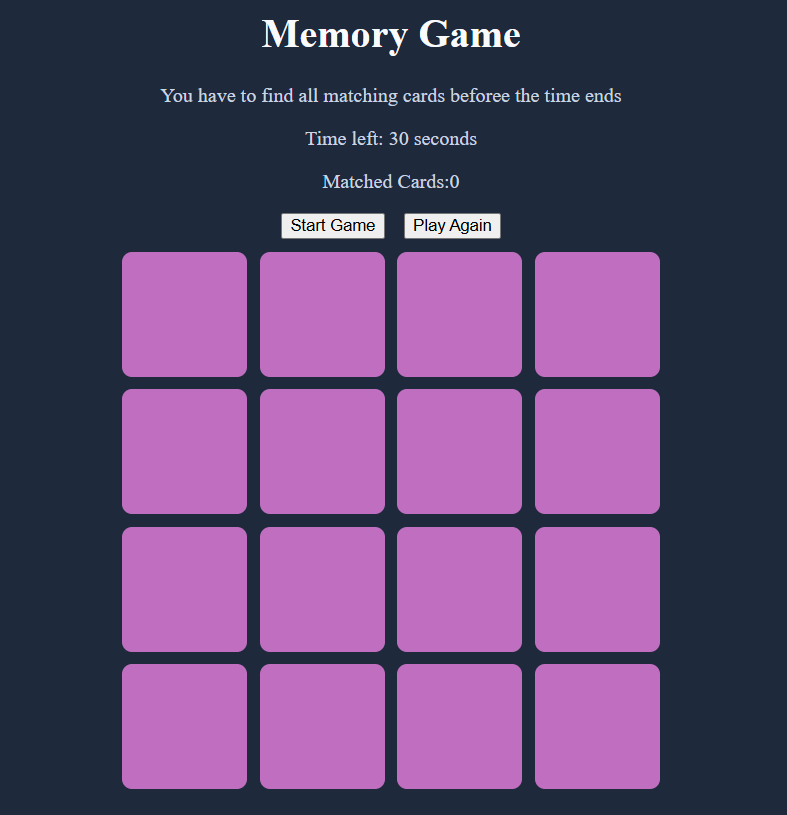 Memory Game
You have to find all matching cards beforee the time ends
Time left: 30 seconds
Matched Cards:0
Start Game Play Again